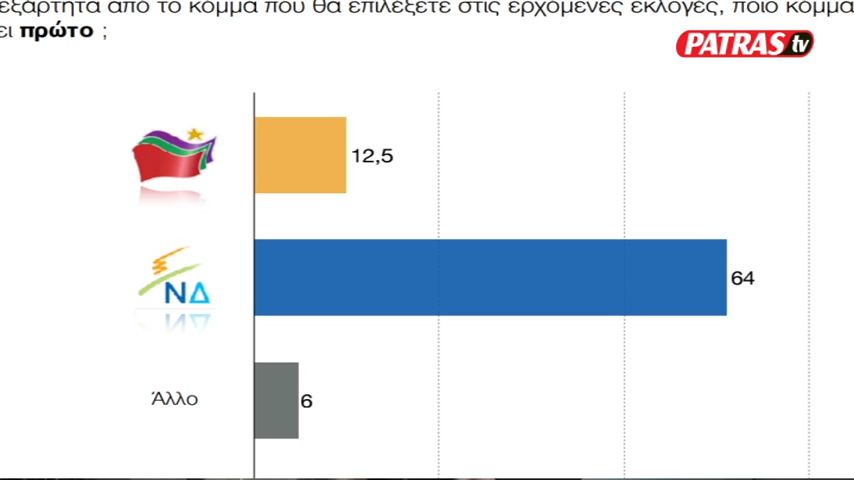 εξάρτητα από το κόμμα που θα επιλέξετε στις ερχόμενες εκλογές, ποιο κόμμα
ει πρώτο ;
PATRAS tv
12,5
ΝΔ
64
Άλλο
6